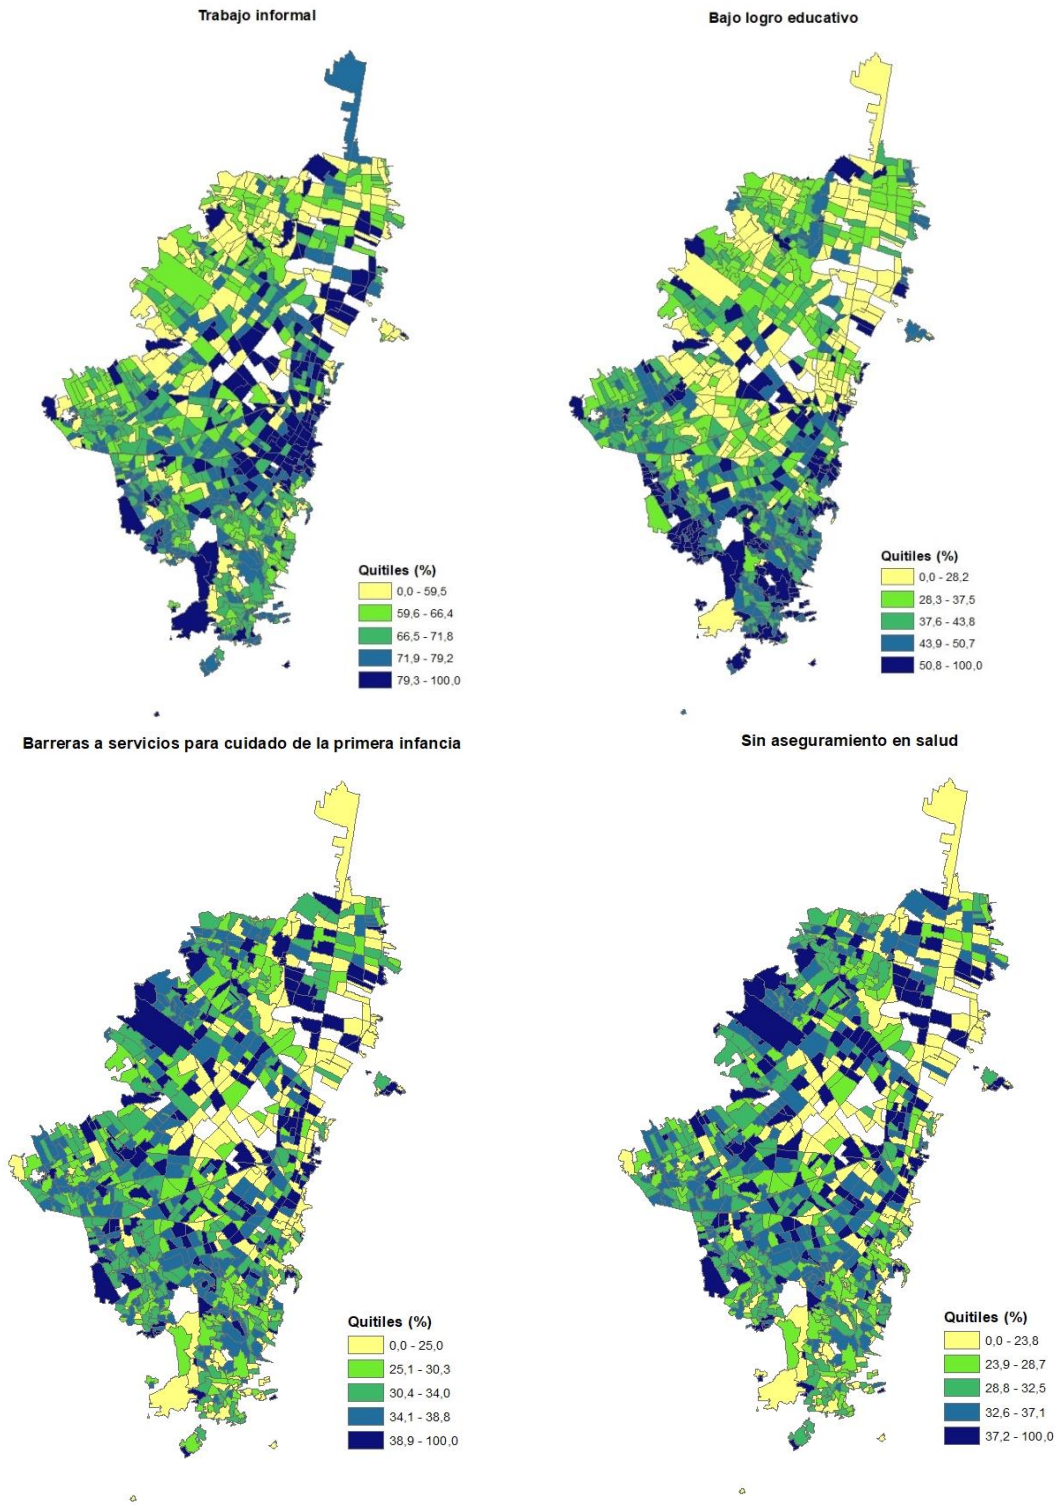 Trabajo informal
Bajo logro educativo
Quitiles (%)
0,0 - 59,5
59,6 - 66,4
66,5 - 71,8
71,9 - 79,2
79,3 - 100,0
Quitiles (%)
0,0 - 28,2
28,3 - 37,5
37,6 - 43,8
43,9 - 50,7
50,8 - 100,0
Barreras a servicios para cuidado de la primera infancia
Sin aseguramiento en salud
Quitiles (%)
0,0 - 25,0
25,1 - 30,3
30,4 - 34,0
34,1 - 38,8
38,9 - 100,0
Quitiles (%)
0,0 - 23,8
23,9 - 28,7
28,8 - 32,5
32,6 - 37,1
37,2 - 100,0